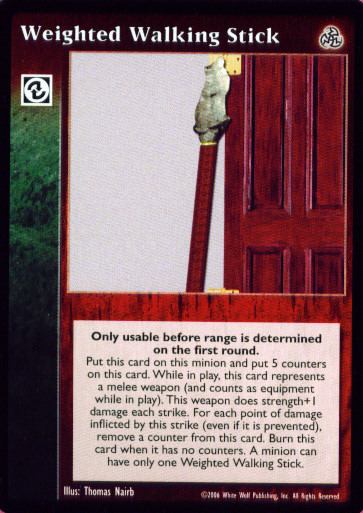 Weighted Walking Stick
Only usable before range is determined
on the first round.
Put this card on this minion and put 5 counters
on this card. While in play, this card represents
a melee weapon (and counts as equipment
while in play). This weapon does strength+1
damage each strike. For each point of damage
inflicted by this strike (even if it is prevented),
remove a counter from this card. Burn this
card when it has no counters. A minion can
have only one Weighted Walking Stick.
Illus: Thomas Nairb
©2006 White Wolf Publishing, Inc. All Rights Reserved